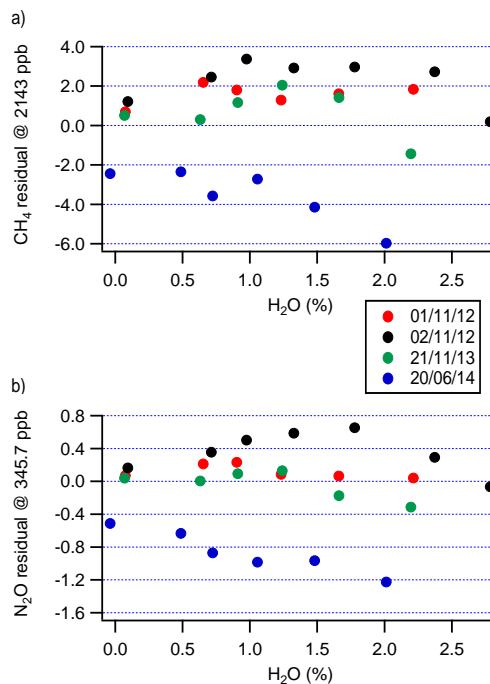 a)
CH₄ residual @ 2143 ppb
4.0
2.0
0.0
-2.0
-4.0
-6.0
0.0 0.5 1.0 1.5 2.0 2.5
H₂O (%)
01/11/12
02/11/12
21/11/13
20/06/14
b)
N₂O residual @ 345.7 ppb
0.8
0.4
0.0
-0.4
-0.8
-1.2
-1.6
0.0 0.5 1.0 1.5 2.0 2.5
H₂O (%)